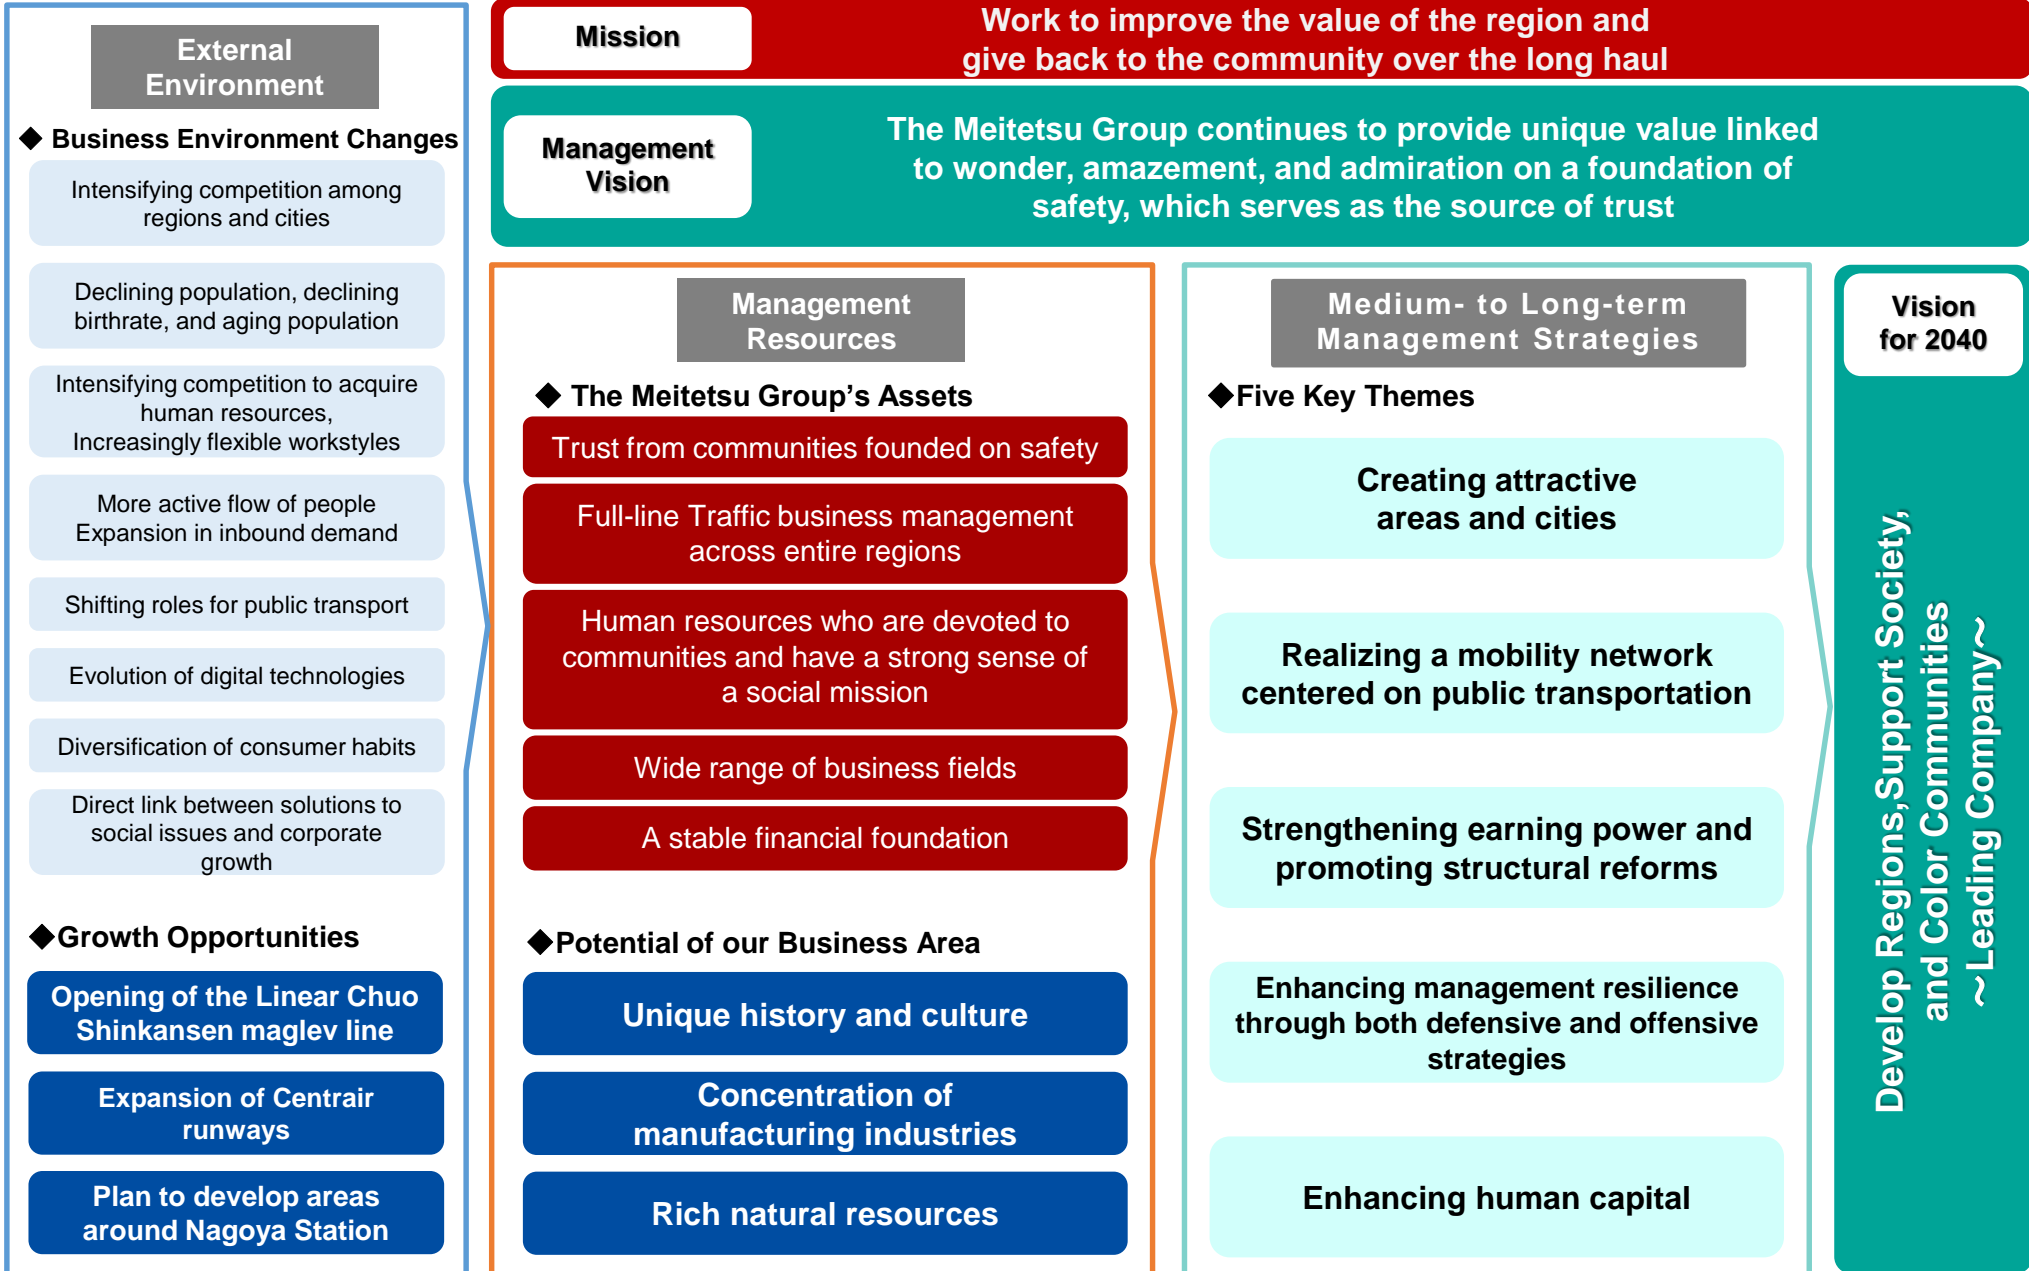 Mission
Work to improve the value of the region and
give back to the community over the long haul
Management
Vision
The Meitetsu Group continues to provide unique value linked
to wonder, amazement, and admiration on a foundation of
safety, which serves as the source of trust
External
Environment
◆ Business Environment Changes
Intensifying competition among
regions and cities
Declining population, declining
birthrate, and aging population
Intensifying competition to acquire
human resources,
Increasingly flexible workstyles
More active flow of people
Expansion in inbound demand
Shifting roles for public transport
Evolution of digital technologies
Diversification of consumer habits
Direct link between solutions to
social issues and corporate
growth
◆Growth Opportunities
Opening of the Linear Chuo
Shinkansen maglev line
Expansion of Centrair
runways
Plan to develop areas
around Nagoya Station
Management
Resources
◆ The Meitetsu Group’s Assets
Trust from communities founded on safety
Full-line Traffic business management
across entire regions
Human resources who are devoted to
communities and have a strong sense of
a social mission
Wide range of business fields
A stable financial foundation
◆Potential of our Business Area
Unique history and culture
Concentration of
manufacturing industries
Rich natural resources
Medium- to Long-term
Management Strategies
◆Five Key Themes
Creating attractive
areas and cities
Realizing a mobility network
centered on public transportation
Strengthening earning power and
promoting structural reforms
Enhancing management resilience
through both defensive and offensive
strategies
Enhancing human capital
Vision
for 2040
Develop Regions,Support Society,
and Color Communities
～Leading Company～